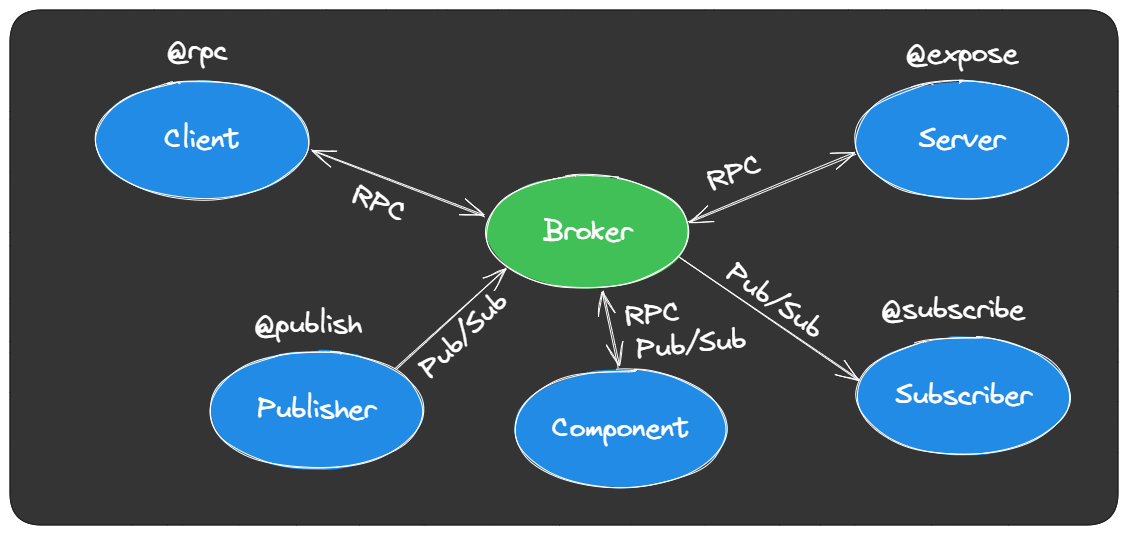 @rpc
@expose
Client
Server
RPC
RPC
Broker
@publish
Pub/Sub
RPC
Pub/Sub
Pub/Sub
@subscribe
Publisher
Component
Subscriber